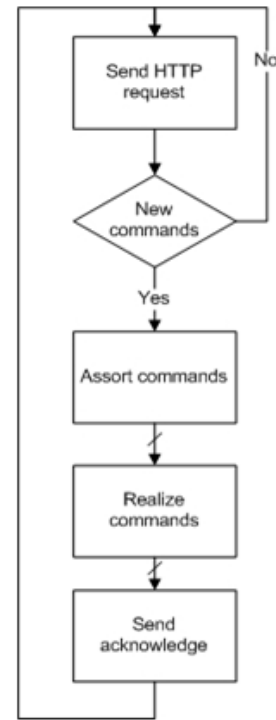 Send HTTP
request
No
New
commands
Yes
Assort commands
Realize
commands
Send
acknowledge